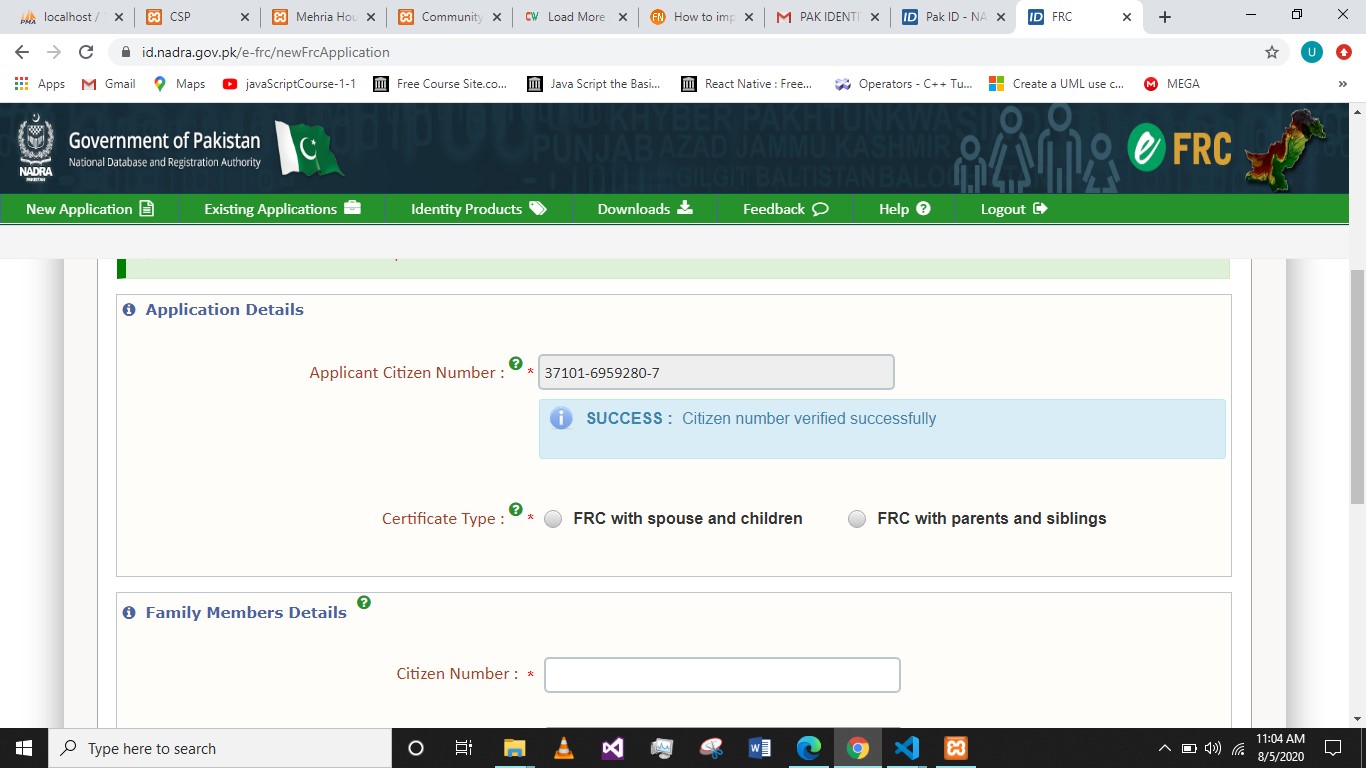 localhost /
CSP
Mehria Hou
Community
Load More
How to imp
PAK IDENTI
Pak ID - NA
FRC
id.nadra.gov.pk/e-frc/newFrcApplication
U
Apps
Gmail
Maps
javaScriptCourse-1-1
Free Course Site.co...
Java Script the Basi...
React Native : Free...
Operators - C++ Tu...
Create a UML use c...
MEGA
»
NADRA
PAKISTAN
Government of Pakistan
National Database and Registration Authority
PUNJAB AZAD JAMMU KASHMIR
GILGIT BALTISTAN
e FRC
New Application
Existing Applications
Identity Products
Downloads
Feedback
Help
Logout
Application Details
Applicant Citizen Number : *
37101-6959280-7
SUCCESS : Citizen number verified successfully
Certificate Type : *
FRC with spouse and children
FRC with parents and siblings
Family Members Details
Citizen Number : *
Type here to search
11:04 AM
8/5/2020